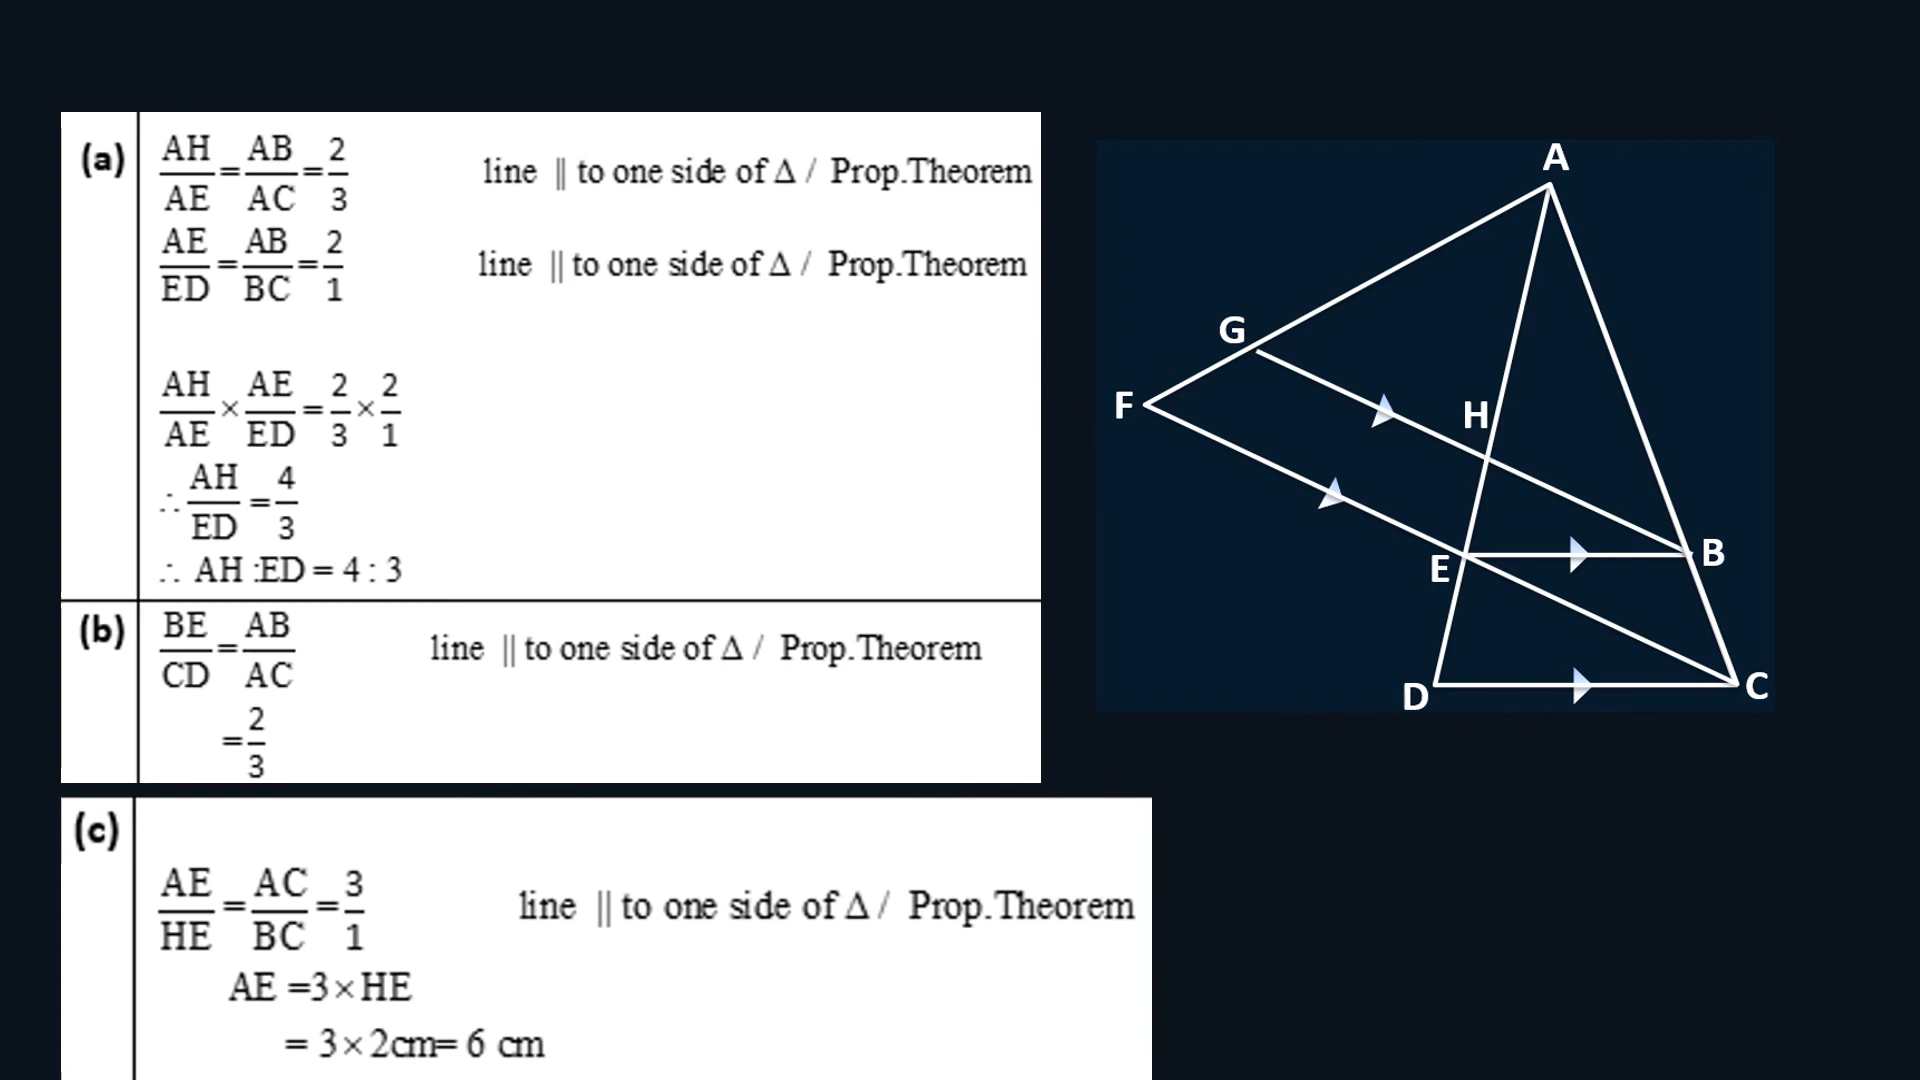 (a) AH/AE = AB/AC = 2/3 line || to one side of Δ / Prop.Theorem
AE/ED = AB/BC = 2/1 line || to one side of Δ / Prop.Theorem
AH/AE × AE/ED = 2/3 × 2/1
∴ AH/ED = 4/3
∴ AH :ED = 4 : 3
(b) BE/CD = AB/AC line || to one side of Δ / Prop.Theorem
= 2/3
(c)
AE/HE = AC/BC = 3/1 line || to one side of Δ / Prop.Theorem
AE =3×HE
= 3×2cm= 6 cm
A
G
F
H
E
B
D
C